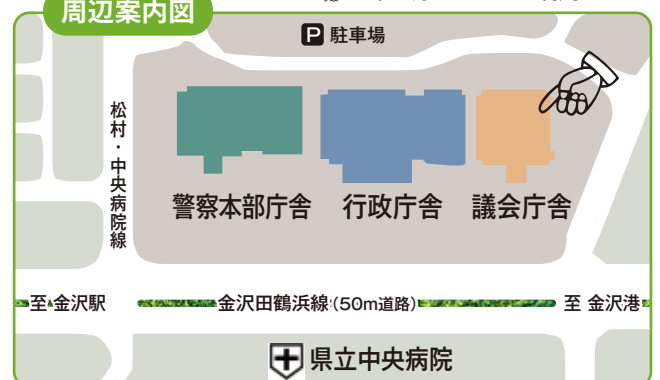 周辺案内図
P 駐車場
松村・中央病院線
警察本部庁舎 行政庁舎 議会庁舎
至 金沢駅 金沢田鶴浜線(50m道路) 至 金沢港
県立中央病院